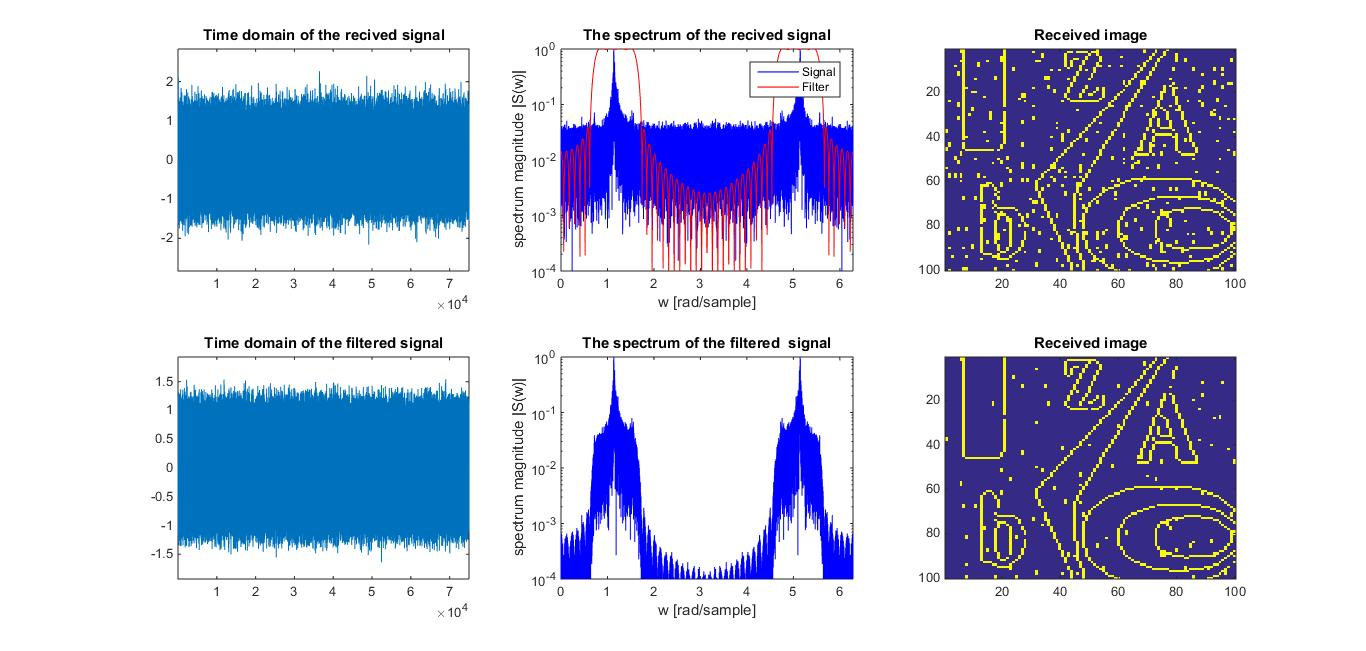 Time domain of the recived signal
2
1
0
-1
-2
1 2 3 4 5 6 7
×10^4
The spectrum of the recived signal
spectrum magnitude |S(w)|
10^0
10^-1
10^-2
10^-3
10^-4
Signal
Filter
0 1 2 3 4 5 6
w [rad/sample]
Received image
20
40
60
80
100
20 40 60 80 100
z
A
b
Time domain of the filtered signal
1.5
1
0.5
0
-0.5
-1
-1.5
1 2 3 4 5 6 7
×10^4
The spectrum of the filtered signal
spectrum magnitude |S(w)|
10^0
10^-1
10^-2
10^-3
10^-4
0 1 2 3 4 5 6
w [rad/sample]
Received image
20
40
60
80
100
20 40 60 80 100
z
A
b